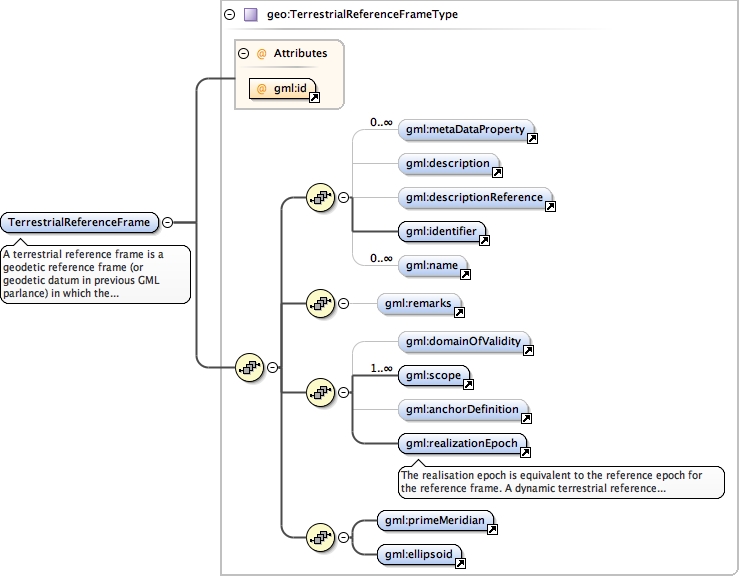 geo:TerrestrialReferenceFrameType
@ Attributes
@ gml:id
0..∞
gml:metaDataProperty
gml:description
gml:descriptionReference
gml:identifier
0..∞
gml:name
TerrestrialReferenceFrame
A terrestrial reference frame is a
geodetic reference frame (or
geodetic datum in previous GML
parlance) in which the...
gml:remarks
gml:domainOfValidity
1..∞
gml:scope
gml:anchorDefinition
gml:realizationEpoch
The realisation epoch is equivalent to the reference epoch for
the reference frame. A dynamic terrestrial reference...
gml:primeMeridian
gml:ellipsoid